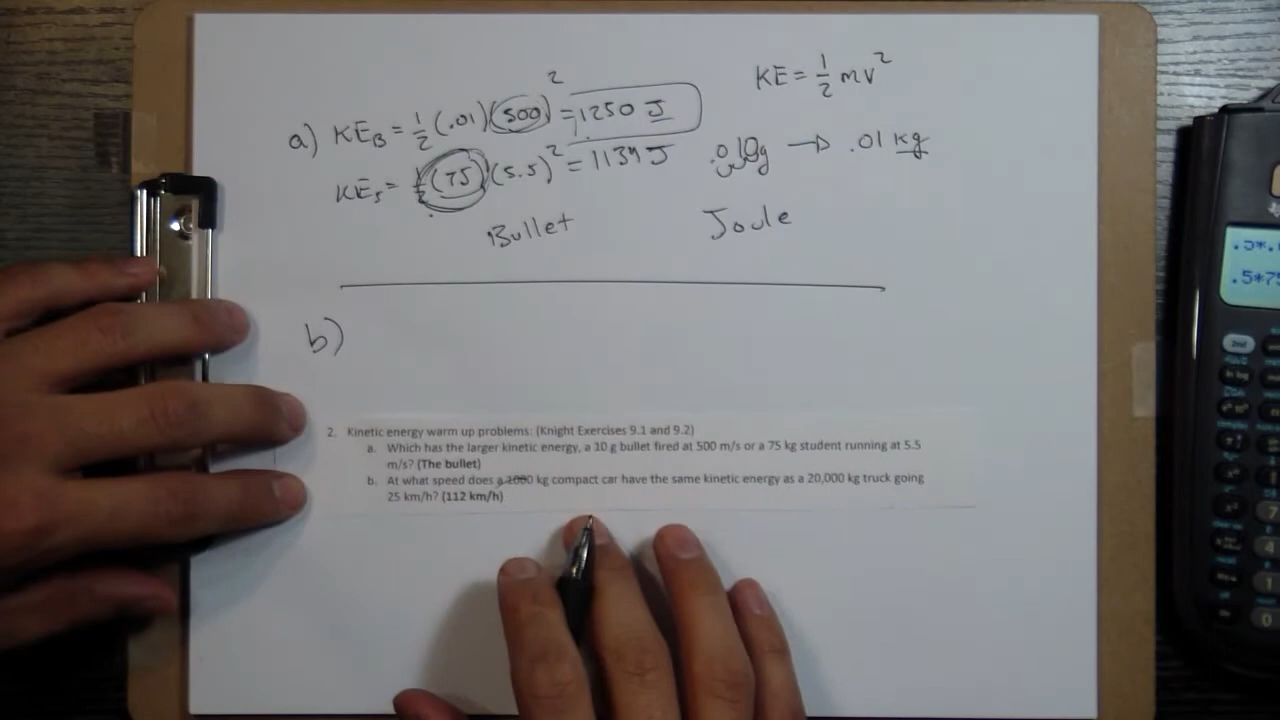 KE = 1/2 mv²
a) KE_B = 1/2 (.01)(500)² = 1250 J
.010g → .01 kg
KE_S = 1/2 (75)(5.5)² = 1134 J
Bullet
Joule
b)
2. Kinetic energy warm up problems: (Knight Exercises 9.1 and 9.2)
a. Which has the larger kinetic energy, a 10 g bullet fired at 500 m/s or a 75 kg student running at 5.5
m/s? (The bullet)
b. At what speed does a 1000 kg compact car have the same kinetic energy as a 20,000 kg truck going
25 km/h? (112 km/h)
.5*7
2nd